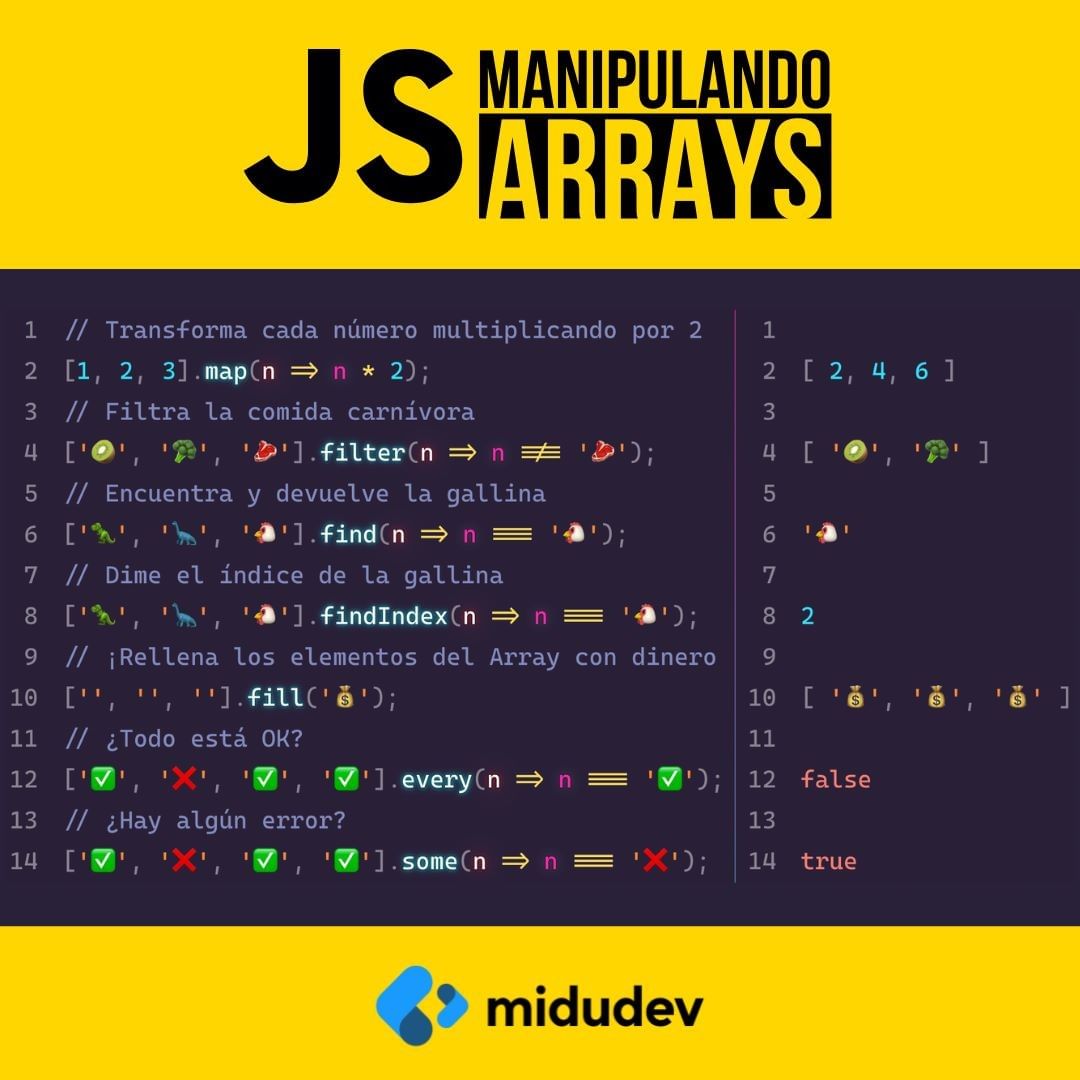 JS MANIPULANDO
ARRAYS
1 // Transforma cada número multiplicando por 2
2 [1, 2, 3].map(n => n * 2);
3 // Filtra la comida carnívora
4 ['🥝', '🥦', '🥩'].filter(n => n !== '🥩');
5 // Encuentra y devuelve la gallina
6 ['🦖', '🦕', '🐔'].find(n => n === '🐔');
7 // Dime el índice de la gallina
8 ['🦖', '🦕', '🐔'].findIndex(n => n === '🐔');
9 // ¡Rellena los elementos del Array con dinero
10 ['', '', ''].fill('💰');
11 // ¿Todo está OK?
12 ['✅', '❌', '✅', '✅'].every(n => n === '✅');
13 // ¿Hay algún error?
14 ['✅', '❌', '✅', '✅'].some(n => n === '❌');
1
2 [ 2, 4, 6 ]
3
4 [ '🥝', '🥦' ]
5
6 '🐔'
7
8 2
9
10 [ '💰', '💰', '💰' ]
11
12 false
13
14 true
midudev